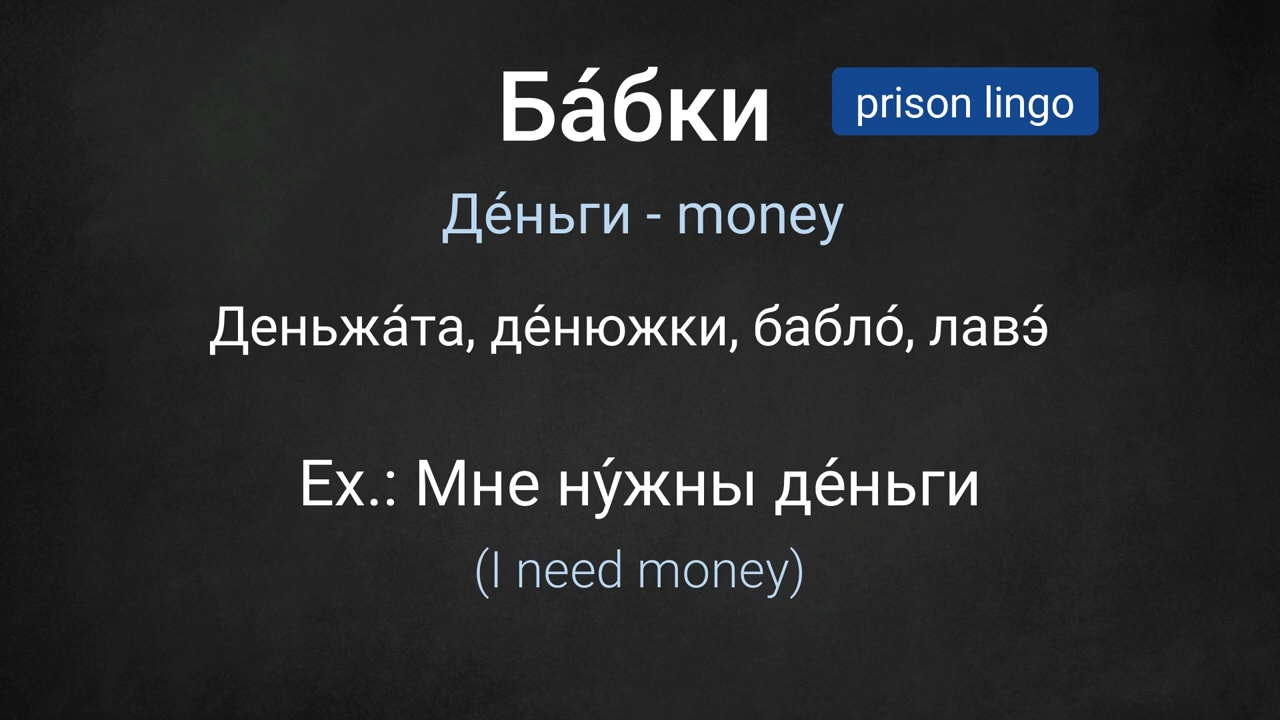 Ба́бки
prison lingo
Де́ньги - money
Деньжа́та, де́нюжки, бабло́, лавэ́
Ex.: Мне ну́жны де́ньги
(I need money)